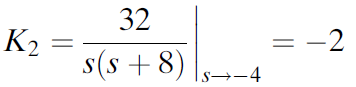 K₂ = 32 / s(s + 8) |ₛ→₋₄ = −2